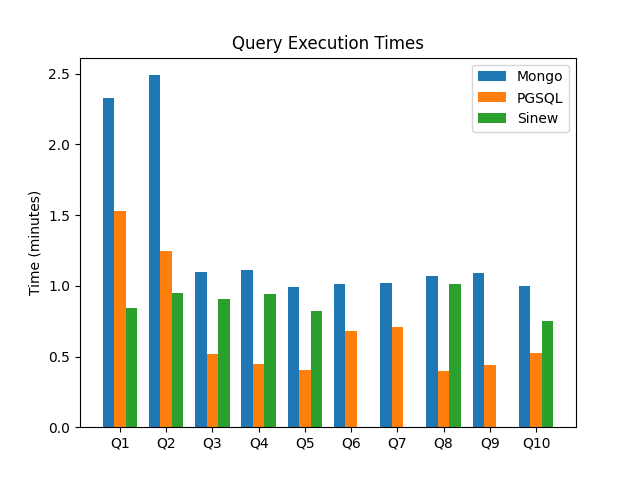 Query Execution Times
Mongo
PGSQL
Sinew
Time (minutes)
2.5
2.0
1.5
1.0
0.5
0.0
Q1 Q2 Q3 Q4 Q5 Q6 Q7 Q8 Q9 Q10